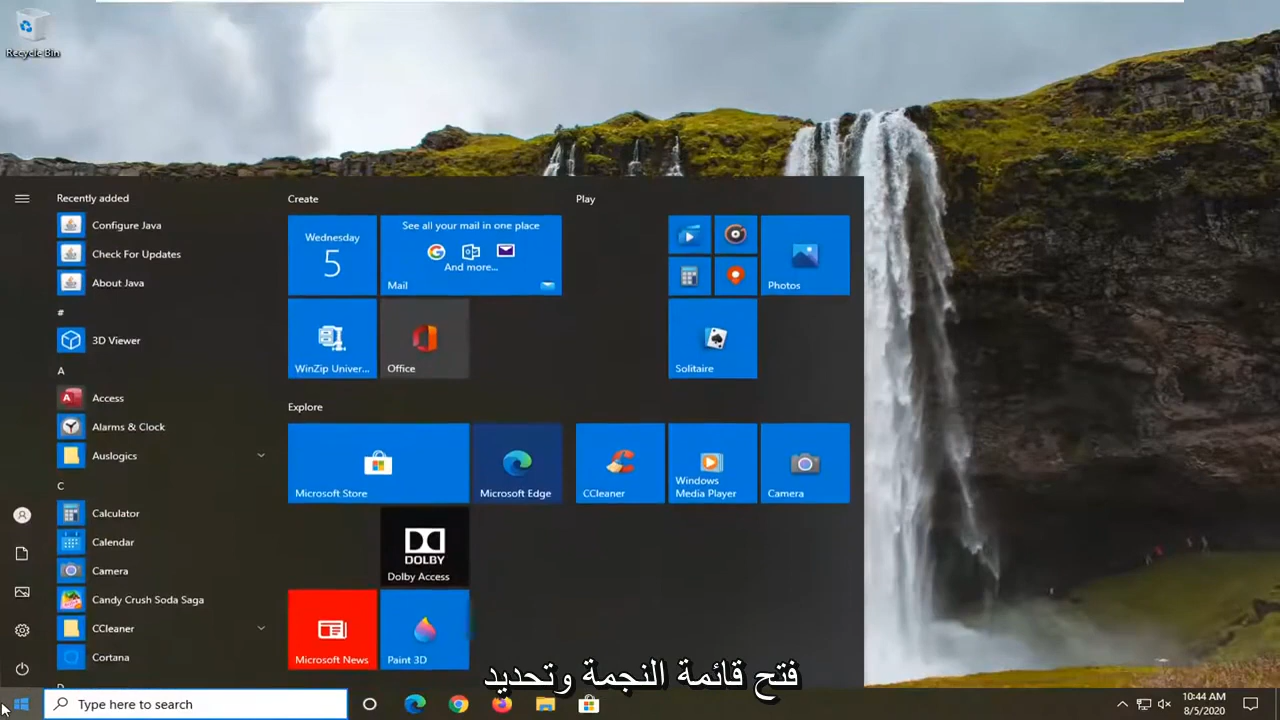 Recycle Bin
Recently added
Configure Java
Check For Updates
About Java
#
3D Viewer
A
Access
Alarms & Clock
Auslogics
C
Calculator
Calendar
Camera
Candy Crush Soda Saga
CCleaner
Cortana
Create
Wednesday
5
See all your mail in one place
And more...
Mail
WinZip Univer...
Office
Explore
Microsoft Store
Microsoft Edge
DOLBY
Dolby Access
Microsoft News
Paint 3D
Play
Photos
Solitaire
CCleaner
Windows
Media Player
Camera
فتح قائمة النجمة وتحديد
Type here to search
10:44 AM
8/5/2020